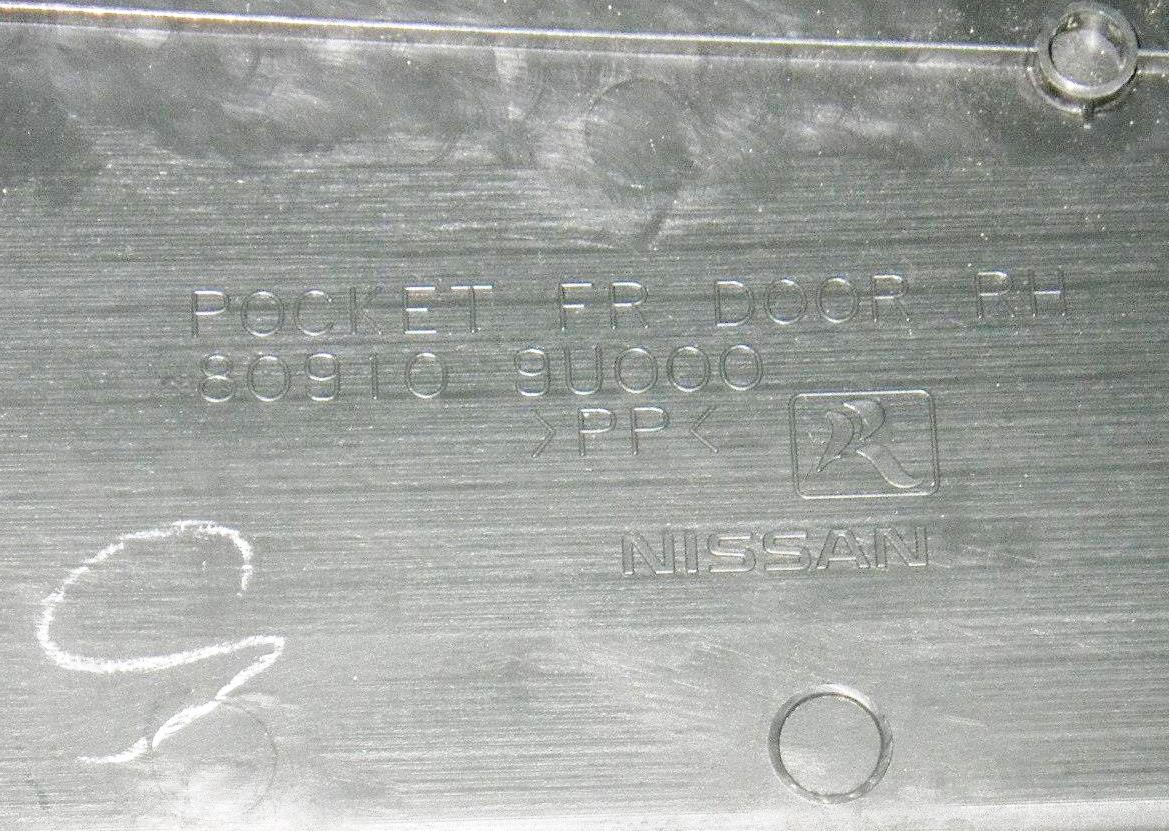 POCKET FR DOOR RH
80910 9U000
>PP<
R
NISSAN